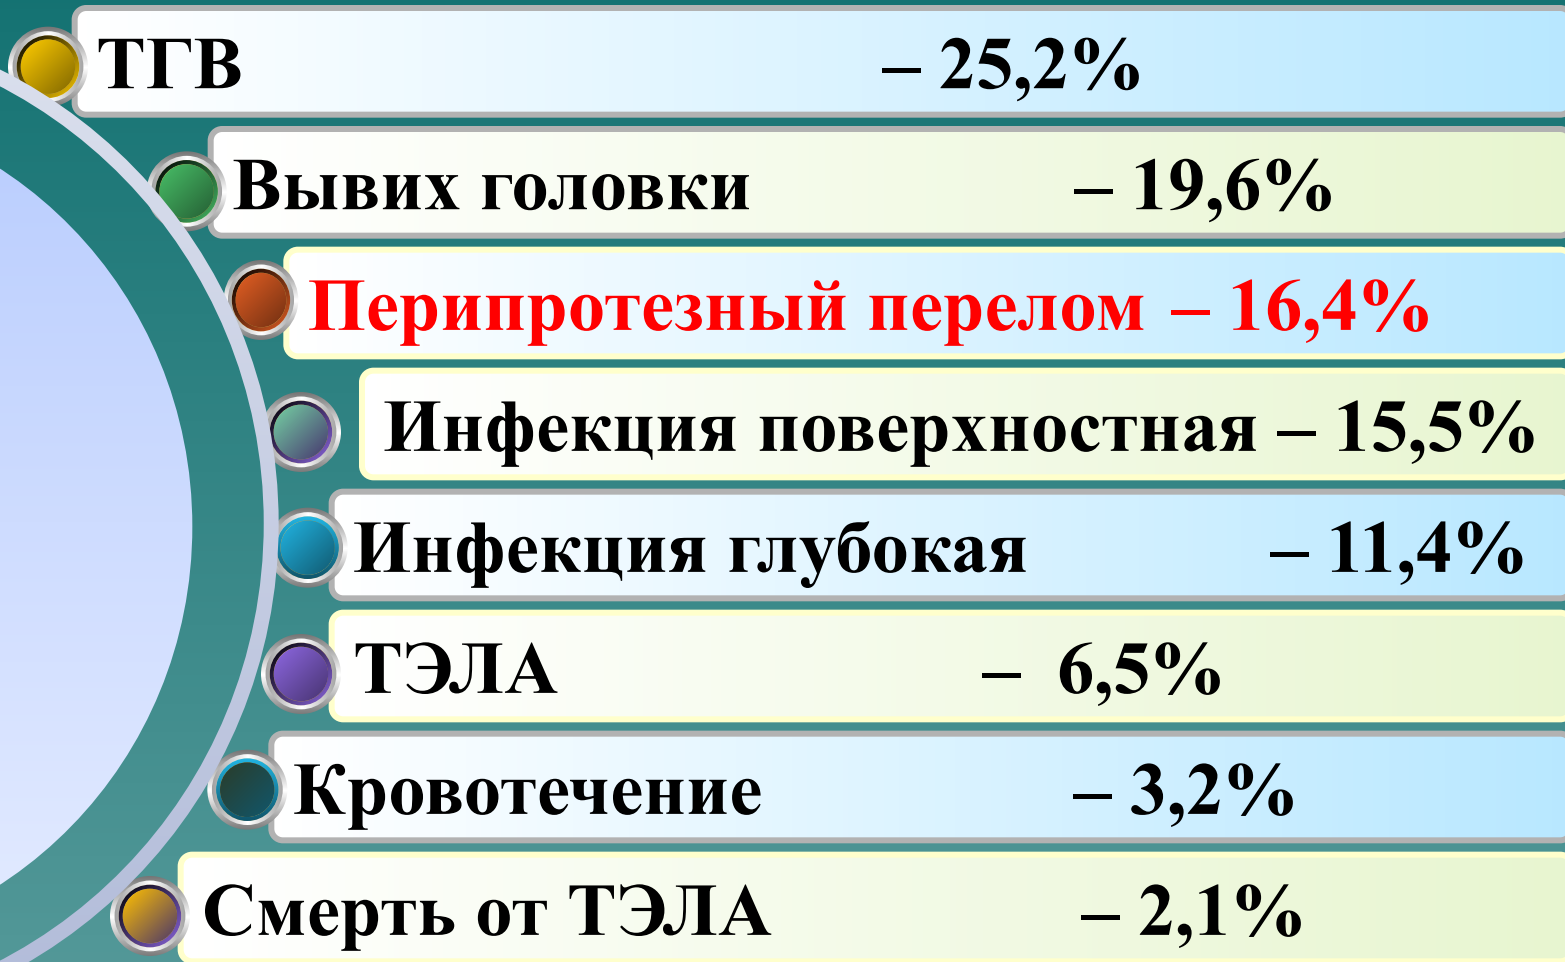 ТГВ – 25,2%
Вывих головки – 19,6%
Перипротезный перелом – 16,4%
Инфекция поверхностная – 15,5%
Инфекция глубокая – 11,4%
ТЭЛА – 6,5%
Кровотечение – 3,2%
Смерть от ТЭЛА – 2,1%